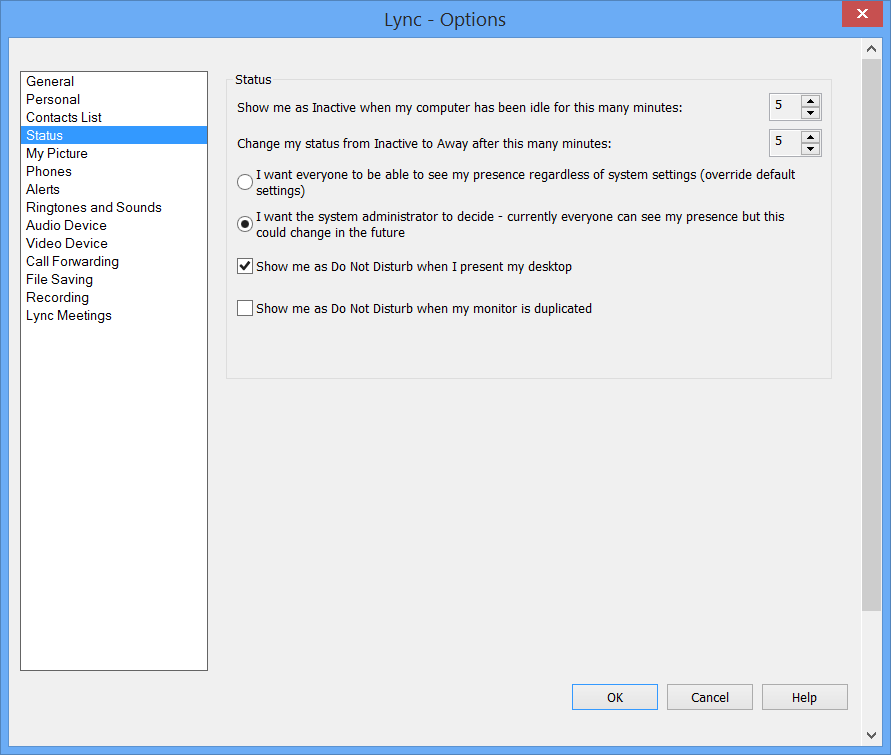 Lync - Options
General
Personal
Contacts List
Status
My Picture
Phones
Alerts
Ringtones and Sounds
Audio Device
Video Device
Call Forwarding
File Saving
Recording
Lync Meetings
Status
Show me as Inactive when my computer has been idle for this many minutes:
5
Change my status from Inactive to Away after this many minutes:
5
I want everyone to be able to see my presence regardless of system settings (override default
settings)
I want the system administrator to decide - currently everyone can see my presence but this
could change in the future
Show me as Do Not Disturb when I present my desktop
Show me as Do Not Disturb when my monitor is duplicated
OK
Cancel
Help